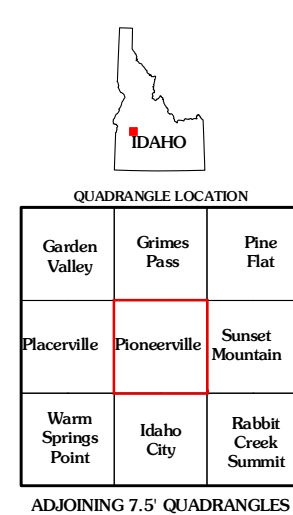 IDAHO
QUADRANGLE LOCATION
Garden Valley
Grimes Pass
Pine Flat
Placerville
Pioneerville
Sunset Mountain
Warm Springs Point
Idaho City
Rabbit Creek Summit
ADJOINING 7.5' QUADRANGLES